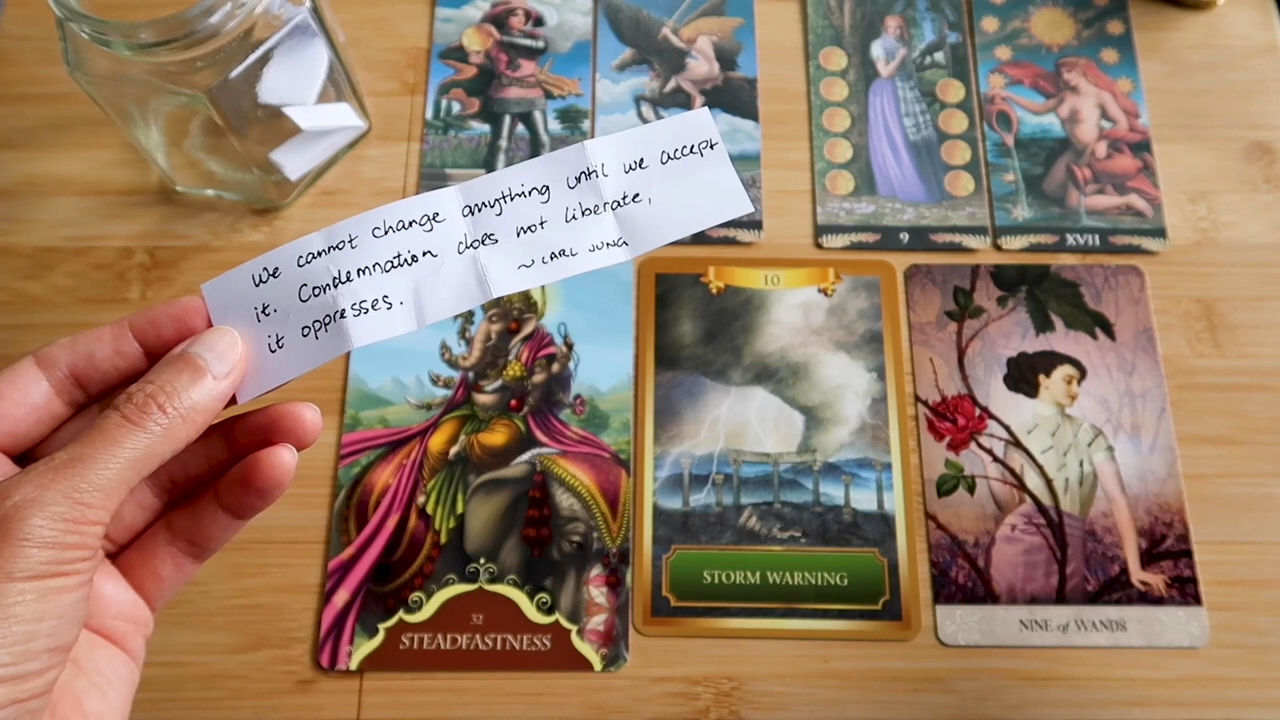 9
XVII
We cannot change anything until we accept
it. Condemnation does not liberate,
it oppresses.
~ CARL JUNG
10
STORM WARNING
32
STEADFASTNESS
NINE of WANDS